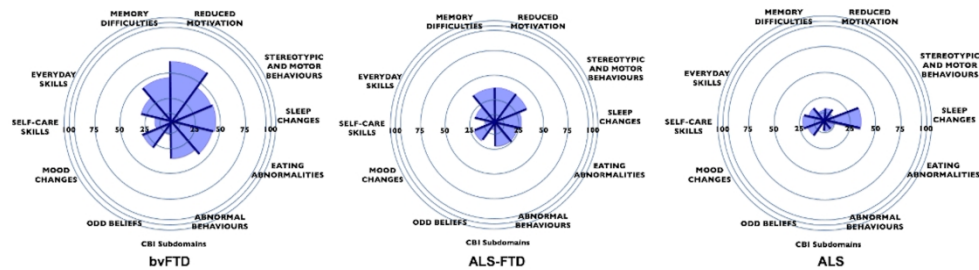 MEMORY
DIFFICULTIES
REDUCED
MOTIVATION
STEREOTYPIC
AND MOTOR
BEHAVIOURS
EVERYDAY
SKILLS
SLEEP
CHANGES
SELF-CARE
SKILLS
100 75 50 25 25 50 75 100
MOOD
CHANGES
EATING
ABNORMALITIES
ODD BELIEFS
ABNORMAL
BEHAVIOURS
CBI Subdomains
bvFTD
MEMORY
DIFFICULTIES
REDUCED
MOTIVATION
STEREOTYPIC
AND MOTOR
BEHAVIOURS
EVERYDAY
SKILLS
SLEEP
CHANGES
SELF-CARE
SKILLS
100 75 50 25 25 50 75 100
MOOD
CHANGES
EATING
ABNORMALITIES
ODD BELIEFS
ABNORMAL
BEHAVIOURS
CBI Subdomains
ALS-FTD
MEMORY
DIFFICULTIES
REDUCED
MOTIVATION
STEREOTYPIC
AND MOTOR
BEHAVIOURS
EVERYDAY
SKILLS
SLEEP
CHANGES
SELF-CARE
SKILLS
100 75 50 25 25 50 75 100
MOOD
CHANGES
EATING
ABNORMALITIES
ODD BELIEFS
ABNORMAL
BEHAVIOURS
CBI Subdomains
ALS